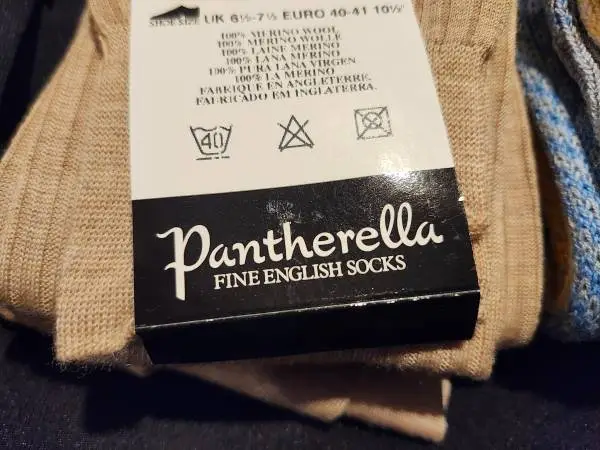 SHOE SIZE UK 6½-7½ EURO 40-41 10½"
100% MERINO WOOL
100% MERINO WOLLE
100% LAINE MERINO
100% LANA MERINO
100% PURA LANA VIRGEN
100% LA MERINO
FABRIQUE EN ANGLETERRE.
FABRICADO EM INGLATERRA.
40
Pantherella
FINE ENGLISH SOCKS